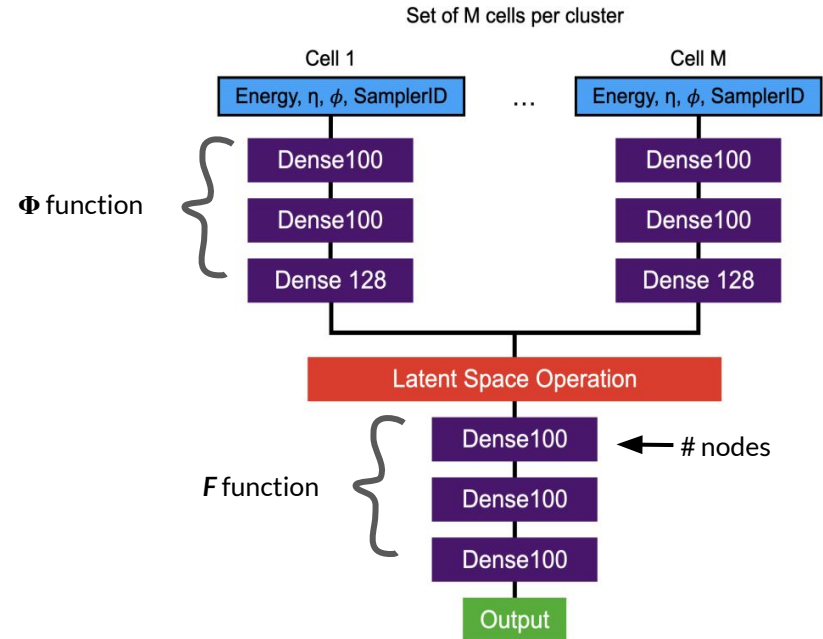 Set of M cells per cluster
Cell 1
Cell M
Energy, η, ϕ, SamplerID
...
Energy, η, ϕ, SamplerID
Dense100
Dense100
Φ function
Dense100
Dense100
Dense 128
Dense 128
Latent Space Operation
Dense100
# nodes
F function
Dense100
Dense100
Output